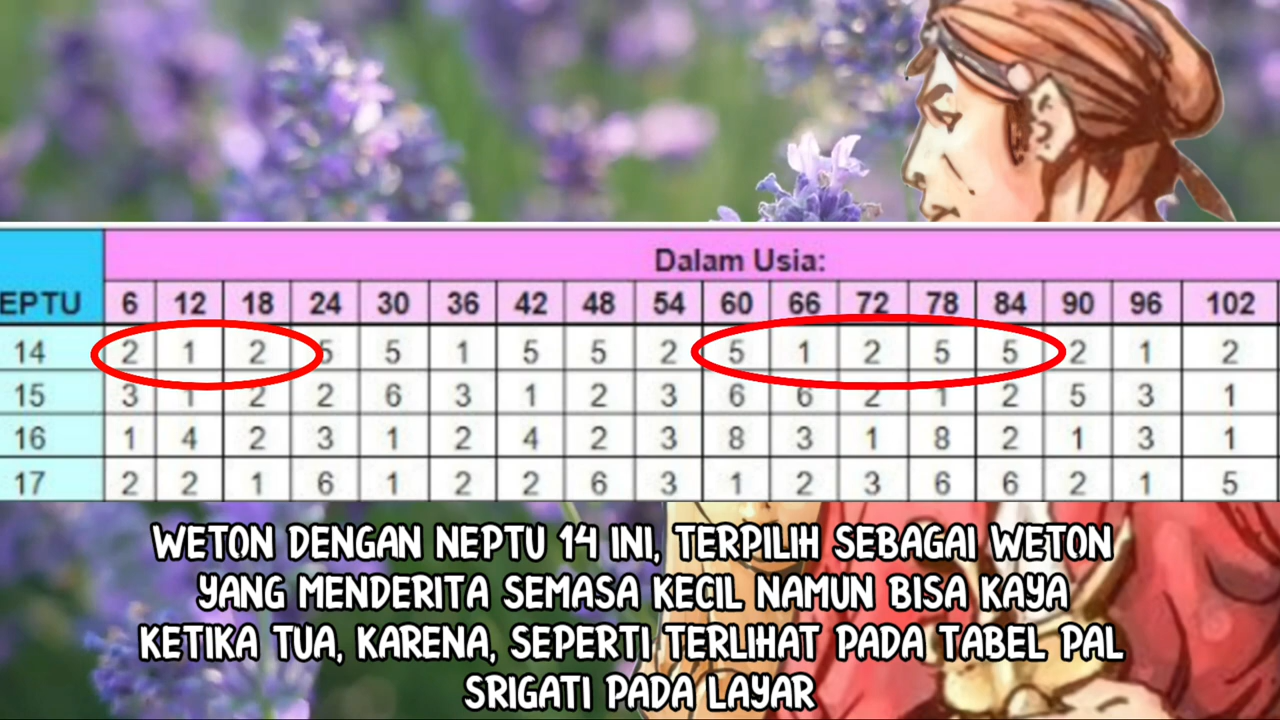 Dalam Usia:
EPTU 6 12 18 24 30 36 42 48 54 60 66 72 78 84 90 96 102
14 2 1 2 5 5 1 5 5 2 5 1 2 5 5 2 1 2
15 3 1 2 2 6 3 1 2 3 6 6 2 1 2 5 3 1
16 1 4 2 3 1 2 4 2 3 8 3 1 8 2 1 3 1
17 2 2 1 6 1 2 2 6 3 1 2 3 6 6 2 1 5
WETON DENGAN NEPTU 14 INI, TERPILIH SEBAGAI WETON
YANG MENDERITA SEMASA KECIL NAMUN BISA KAYA
KETIKA TUA, KARENA, SEPERTI TERLIHAT PADA TABEL PAL
SRIGATI PADA LAYAR